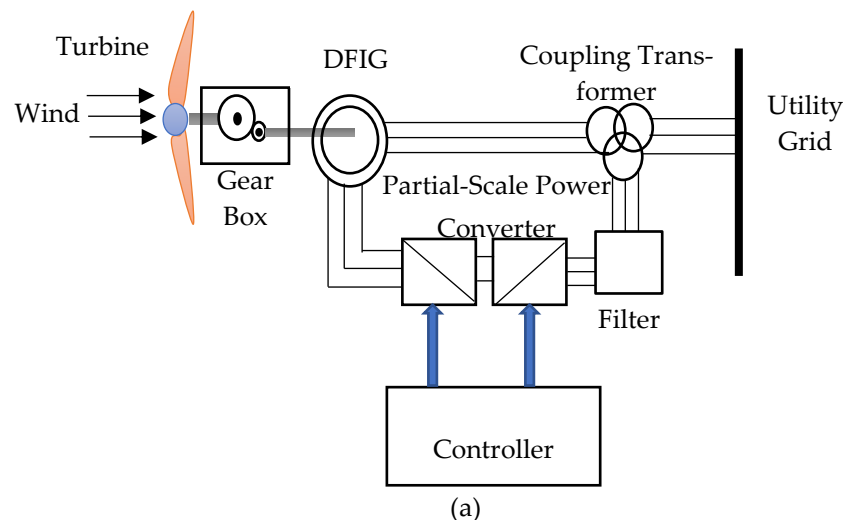 Turbine
Wind
Gear
Box
DFIG
Coupling Trans-
former
Utility
Grid
Partial-Scale Power
Converter
Filter
Controller
(a)